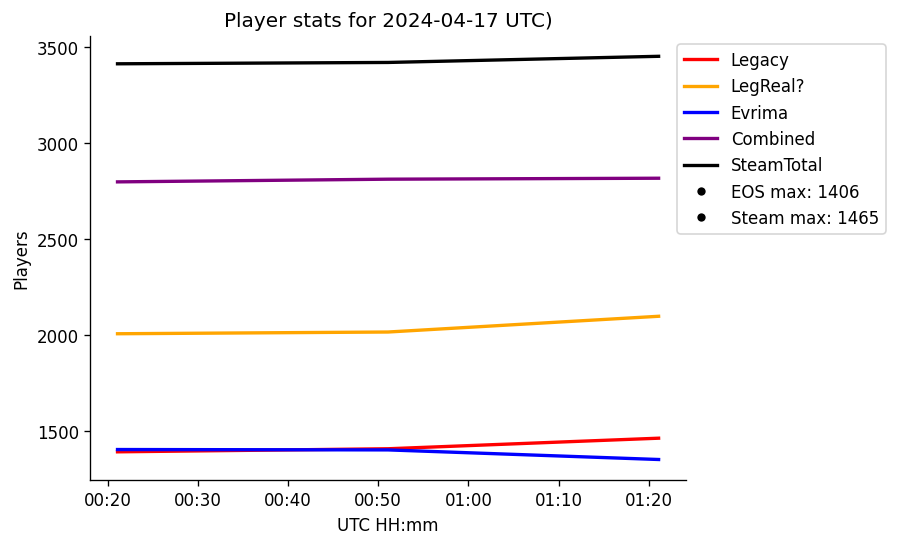 Player stats for 2024-04-17 UTC)
Players
3500
3000
2500
2000
1500
00:20 00:30 00:40 00:50 01:00 01:10 01:20
UTC HH:mm
Legacy
LegReal?
Evrima
Combined
SteamTotal
EOS max: 1406
Steam max: 1465